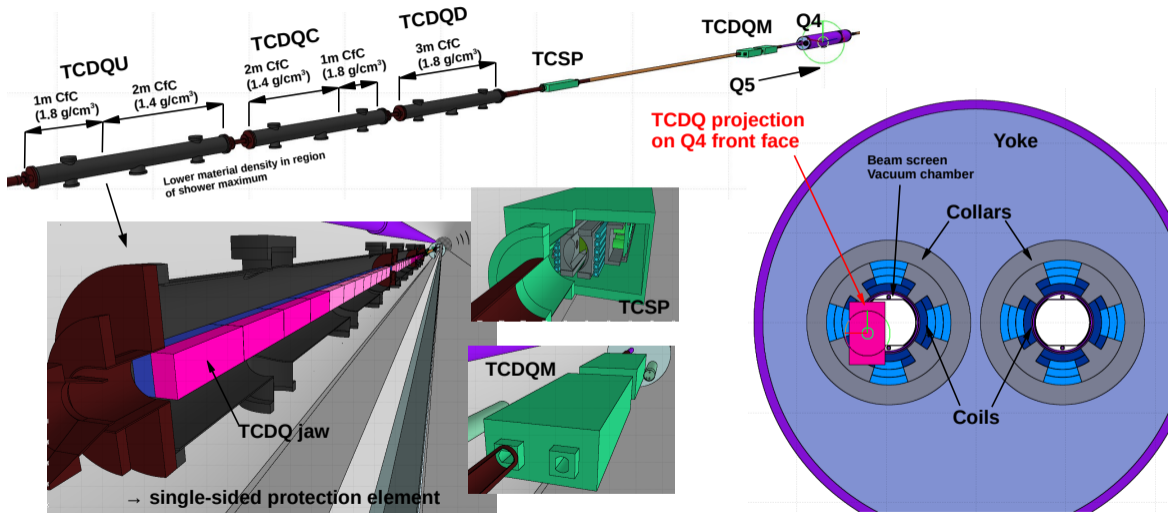 TCDQU
1m CfC
(1.8 g/cm³)
2m CfC
(1.4 g/cm³)
TCDQC
2m CfC
(1.4 g/cm³)
1m CfC
(1.8 g/cm³)
TCDQD
3m CfC
(1.8 g/cm³)
TCSP
TCDQM
Q4
Q5
Lower material density in region
of shower maximum
TCDQ projection
on Q4 front face
Yoke
Beam screen
Vacuum chamber
Collars
Coils
TCSP
TCDQM
TCDQ jaw
→ single-sided protection element